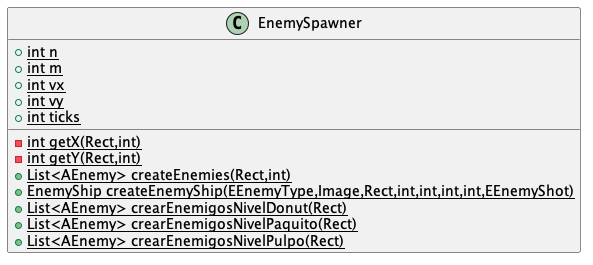 C EnemySpawner
int n
int m
int vx
int vy
int ticks
int getX(Rect,int)
int getY(Rect,int)
List<AEnemy> createEnemies(Rect,int)
EnemyShip createEnemyShip(EEnemyType,Image,Rect,int,int,int,int,EEnemyShot)
List<AEnemy> crearEnemigosNivelDonut(Rect)
List<AEnemy> crearEnemigosNivelPaquito(Rect)
List<AEnemy> crearEnemigosNivelPulpo(Rect)